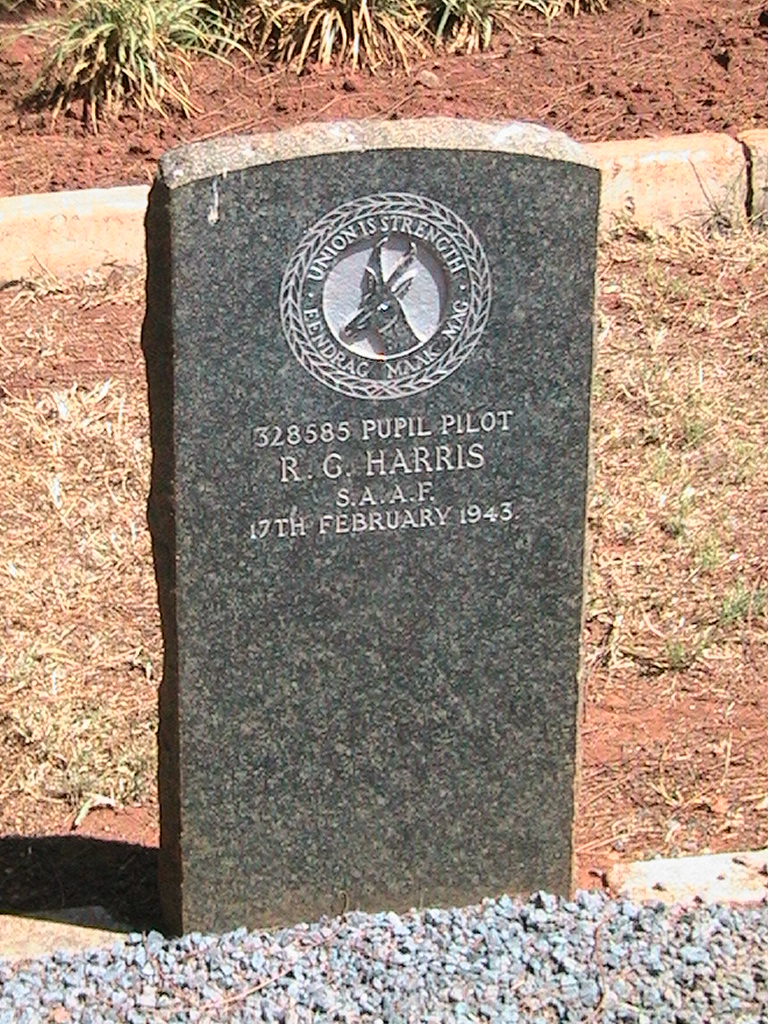 UNION IS STRENGTH
EENDRAG MAAK MAG
328585 PUPIL PILOT
R. G. HARRIS
S.A.A.F.
17TH FEBRUARY 1943.